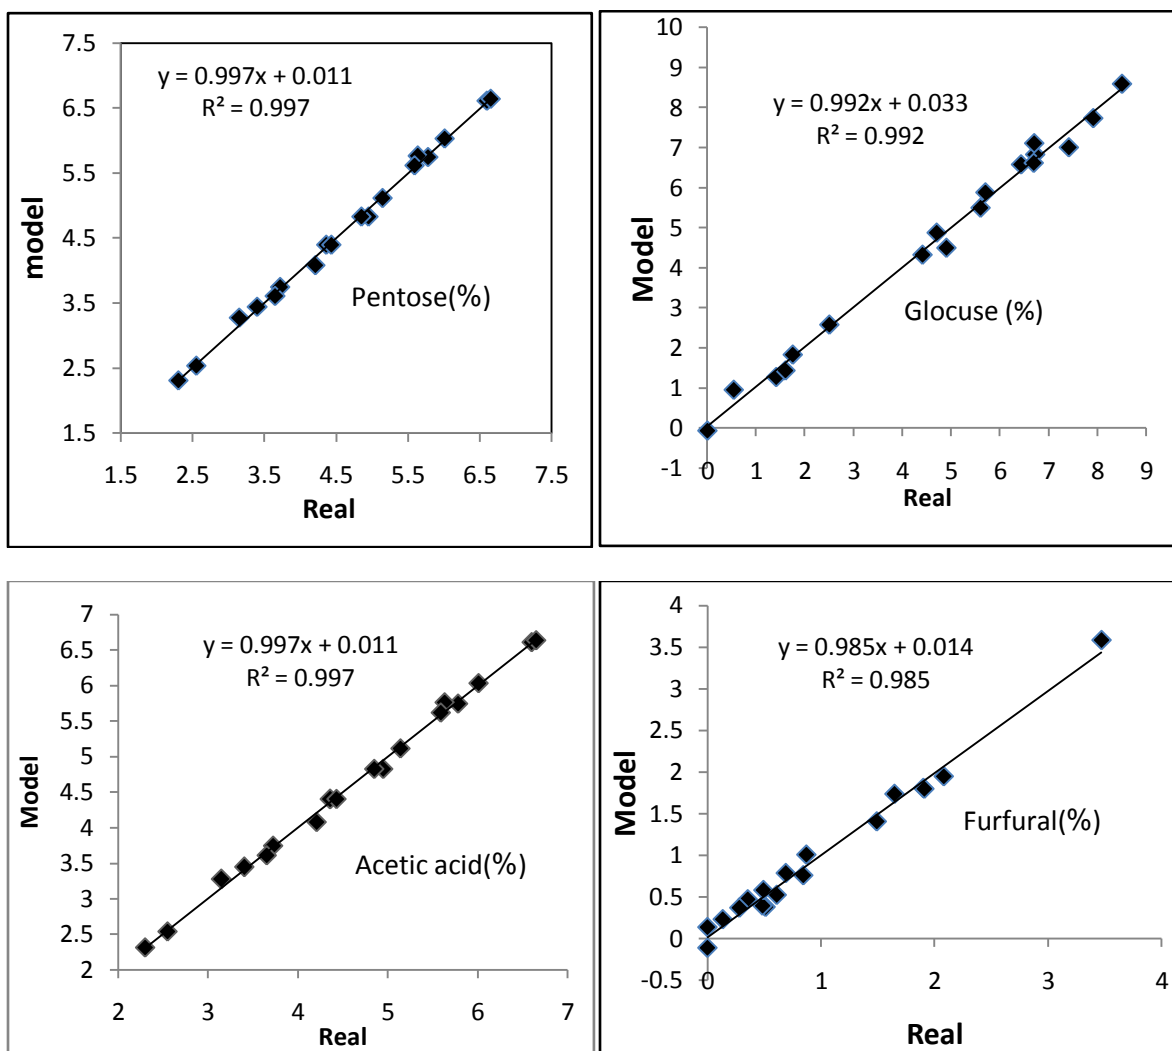 7.5
6.5
5.5
4.5
3.5
2.5
1.5
model
y = 0.997x + 0.011
R² = 0.997
Pentose(%)
1.5 2.5 3.5 4.5 5.5 6.5 7.5
Real
10
9
8
7
6
5
4
3
2
1
0
-1
Model
y = 0.992x + 0.033
R² = 0.992
Glocuse (%)
0 1 2 3 4 5 6 7 8 9
Real
7
6.5
6
5.5
5
4.5
4
3.5
3
2.5
2
Model
y = 0.997x + 0.011
R² = 0.997
Acetic acid(%)
2 3 4 5 6 7
Real
4
3.5
3
2.5
2
1.5
1
0.5
0
-0.5
Model
y = 0.985x + 0.014
R² = 0.985
Furfural(%)
0 1 2 3 4
Real